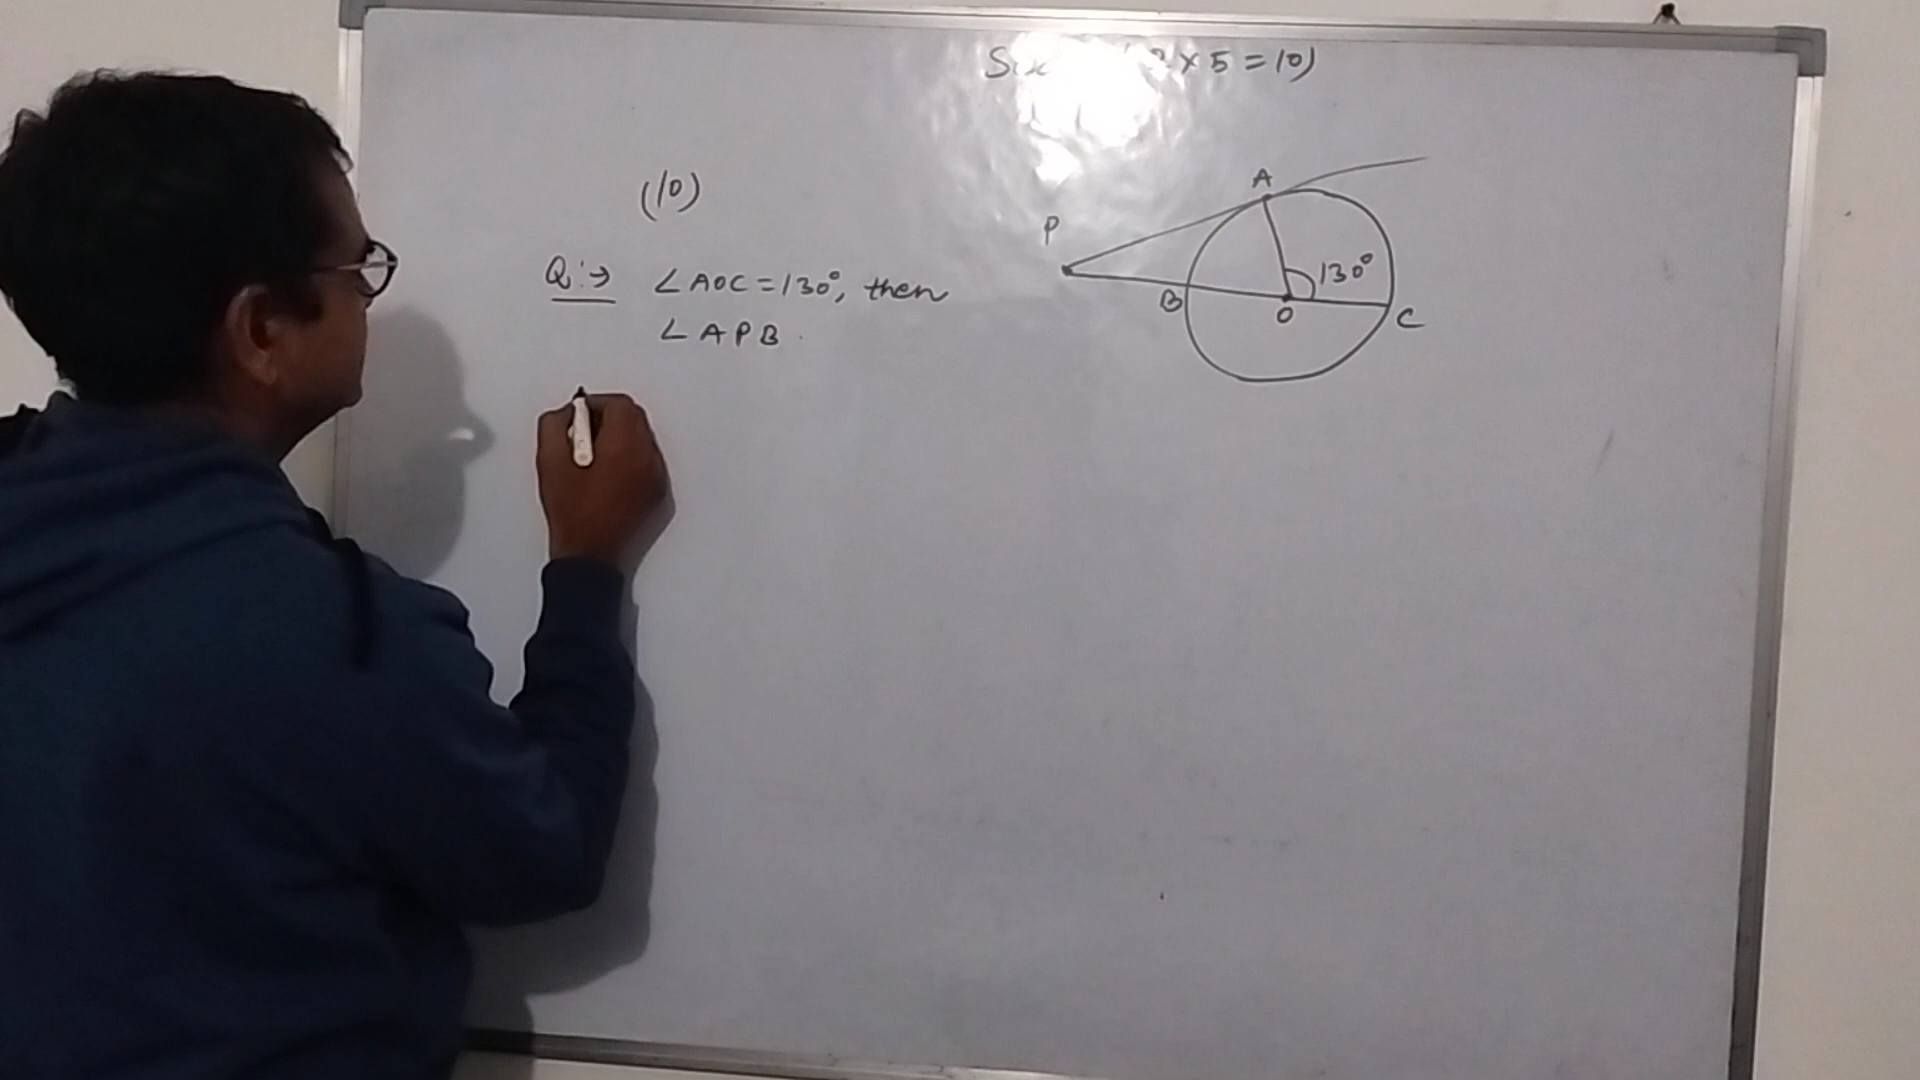 × 5 = 10)
(10)
Q:→ ∠AOC = 130°, then
∠APB.
A
P
130°
B
O
C